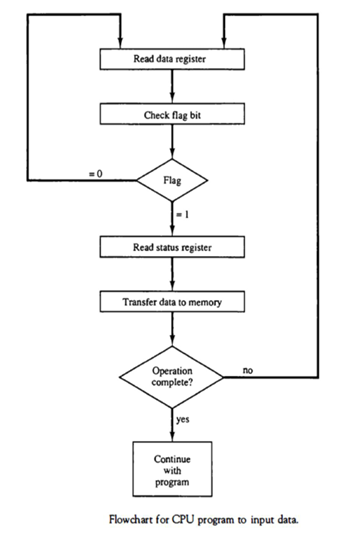 Read data register
Check flag bit
= 0
Flag
= 1
Read status register
Transfer data to memory
Operation
complete?
no
yes
Continue
with
program
Flowchart for CPU program to input data.